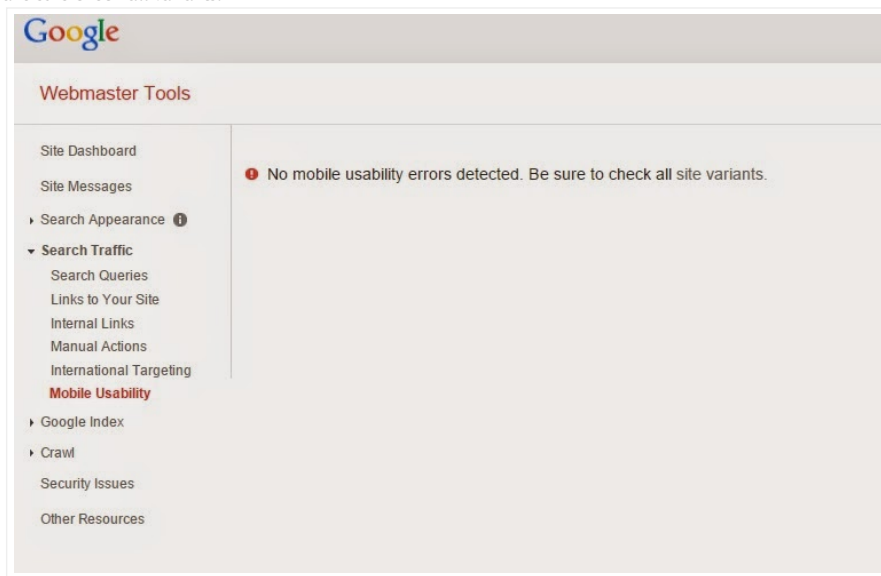 Google
Webmaster Tools
Site Dashboard
Site Messages
Search Appearance
Search Traffic
Search Queries
Links to Your Site
Internal Links
Manual Actions
International Targeting
Mobile Usability
Google Index
Crawl
Security Issues
Other Resources
No mobile usability errors detected. Be sure to check all site variants.